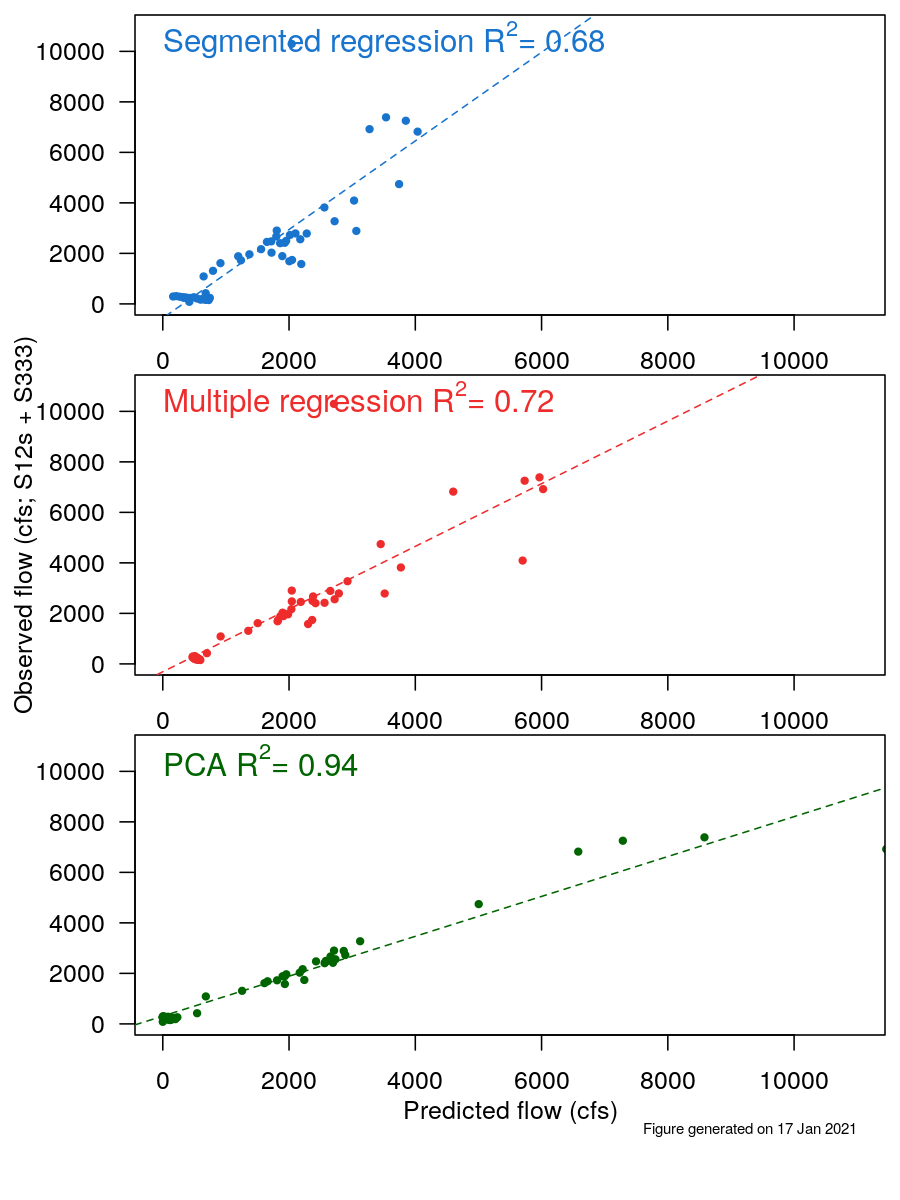 Segmented regression R2= 0.68
10000
8000
6000
4000
2000
0
0 2000 4000 6000 8000 10000
Multiple regression R2= 0.72
10000
8000
6000
4000
2000
0
0 2000 4000 6000 8000 10000
Observed flow (cfs; S12s + S333)
PCA R2= 0.94
10000
8000
6000
4000
2000
0
0 2000 4000 6000 8000 10000
Predicted flow (cfs)
Figure generated on 17 Jan 2021